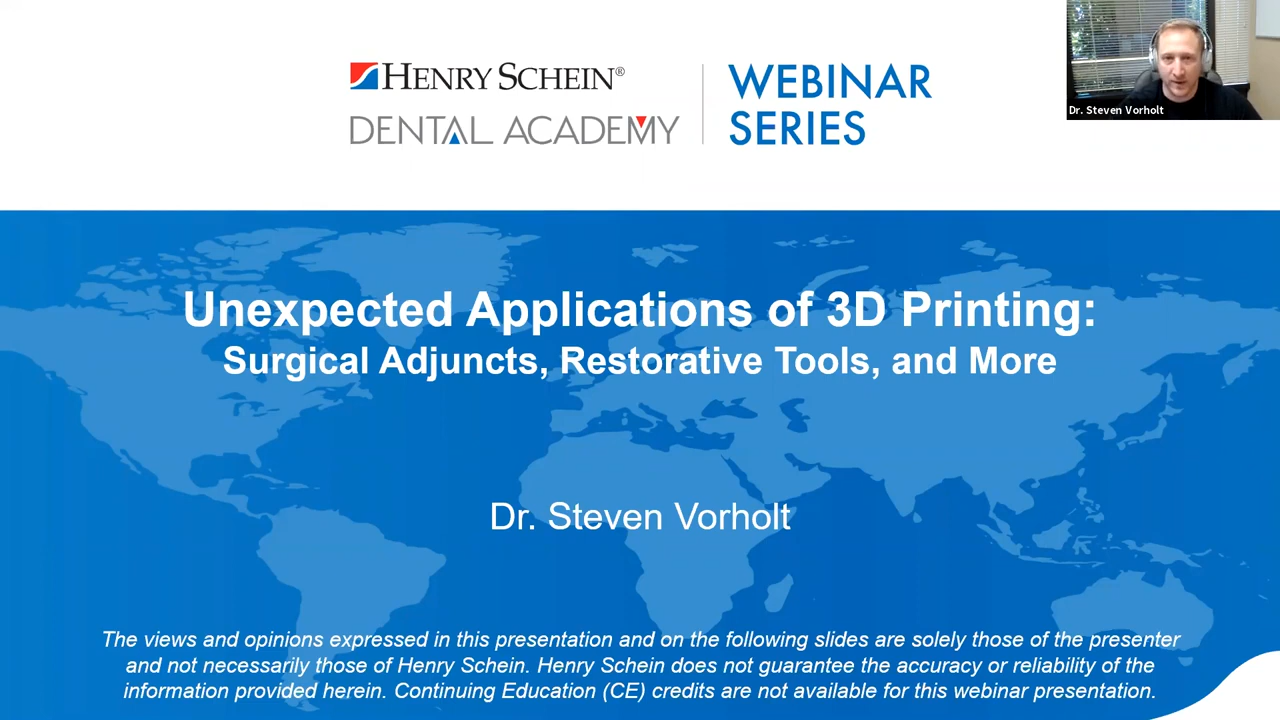 HENRY SCHEIN®
DENTAL ACADEMY
WEBINAR
SERIES
Dr. Steven Vorholt
Unexpected Applications of 3D Printing:
Surgical Adjuncts, Restorative Tools, and More
Dr. Steven Vorholt
The views and opinions expressed in this presentation and on the following slides are solely those of the presenter
and not necessarily those of Henry Schein. Henry Schein does not guarantee the accuracy or reliability of the
information provided herein. Continuing Education (CE) credits are not available for this webinar presentation.